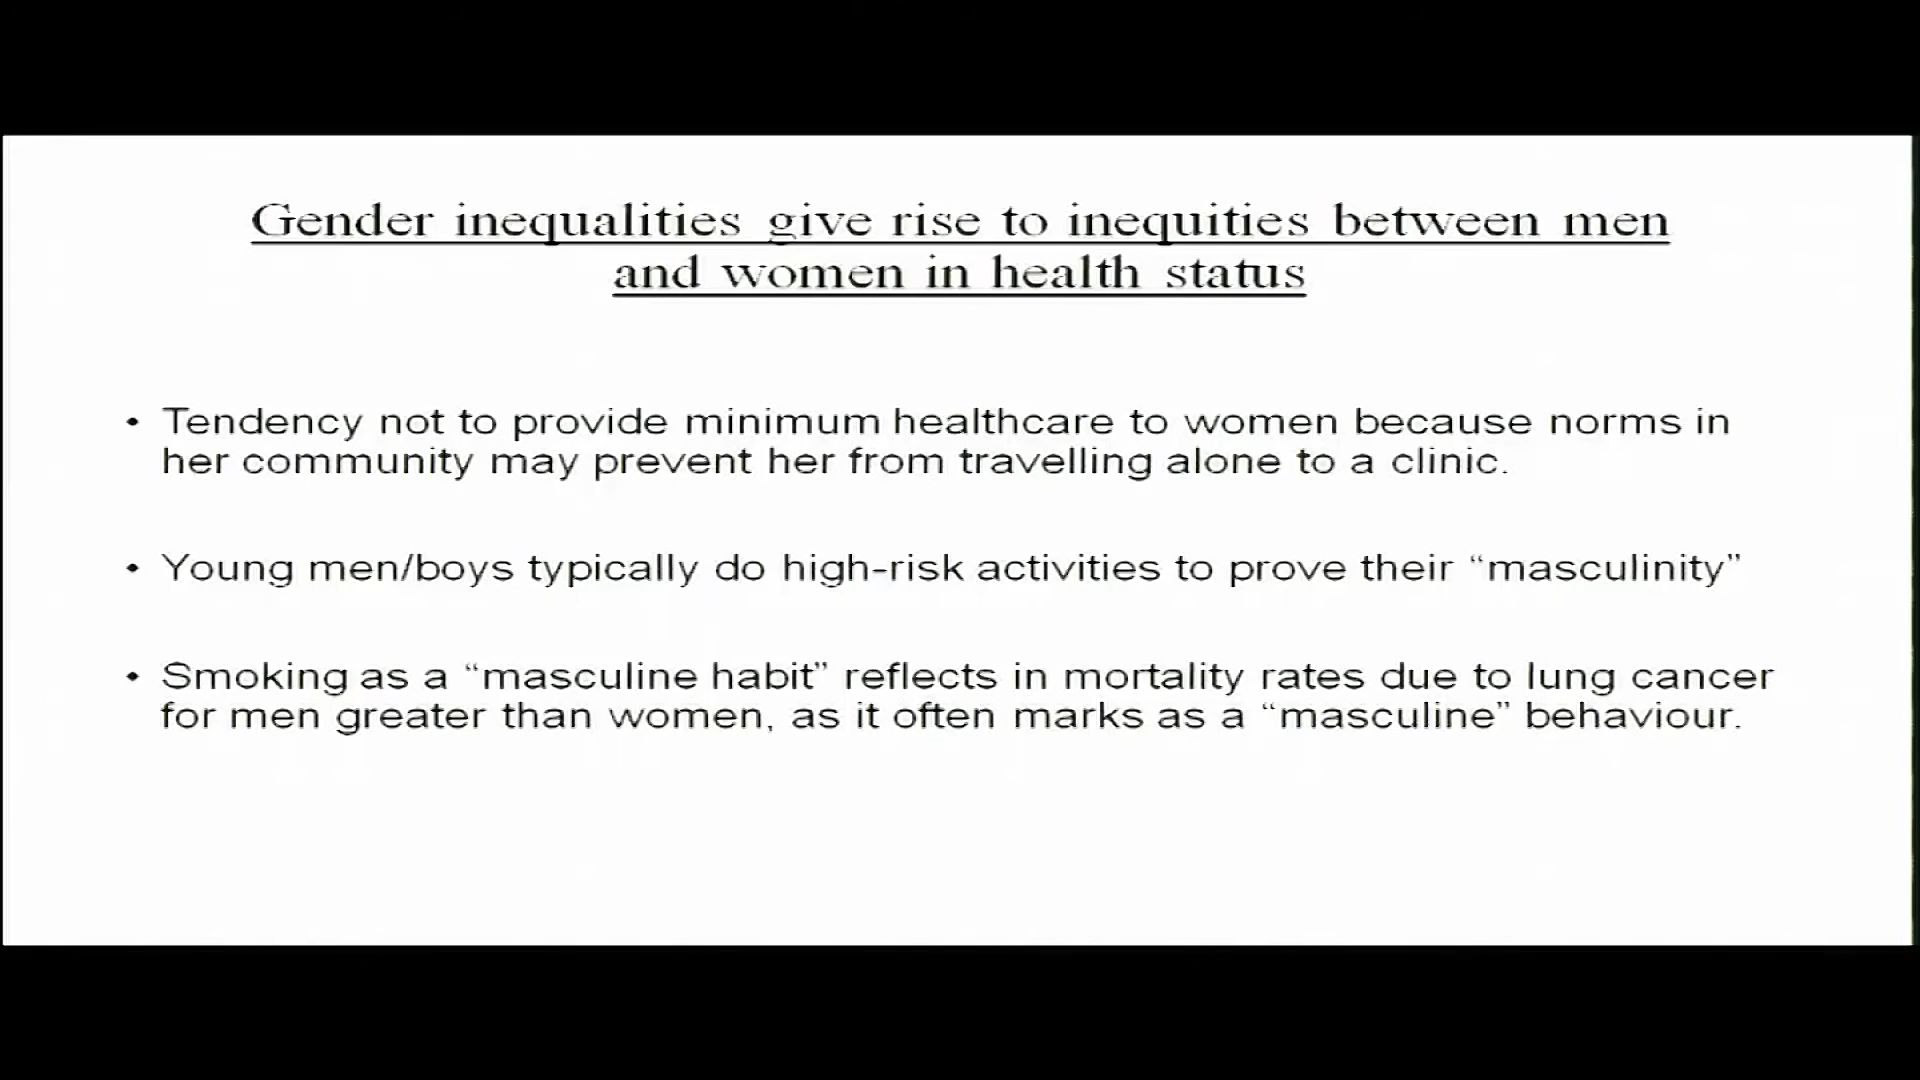 Gender inequalities give rise to inequities between men
and women in health status
• Tendency not to provide minimum healthcare to women because norms in
her community may prevent her from travelling alone to a clinic.
• Young men/boys typically do high-risk activities to prove their “masculinity”
• Smoking as a “masculine habit” reflects in mortality rates due to lung cancer
for men greater than women, as it often marks as a “masculine” behaviour.